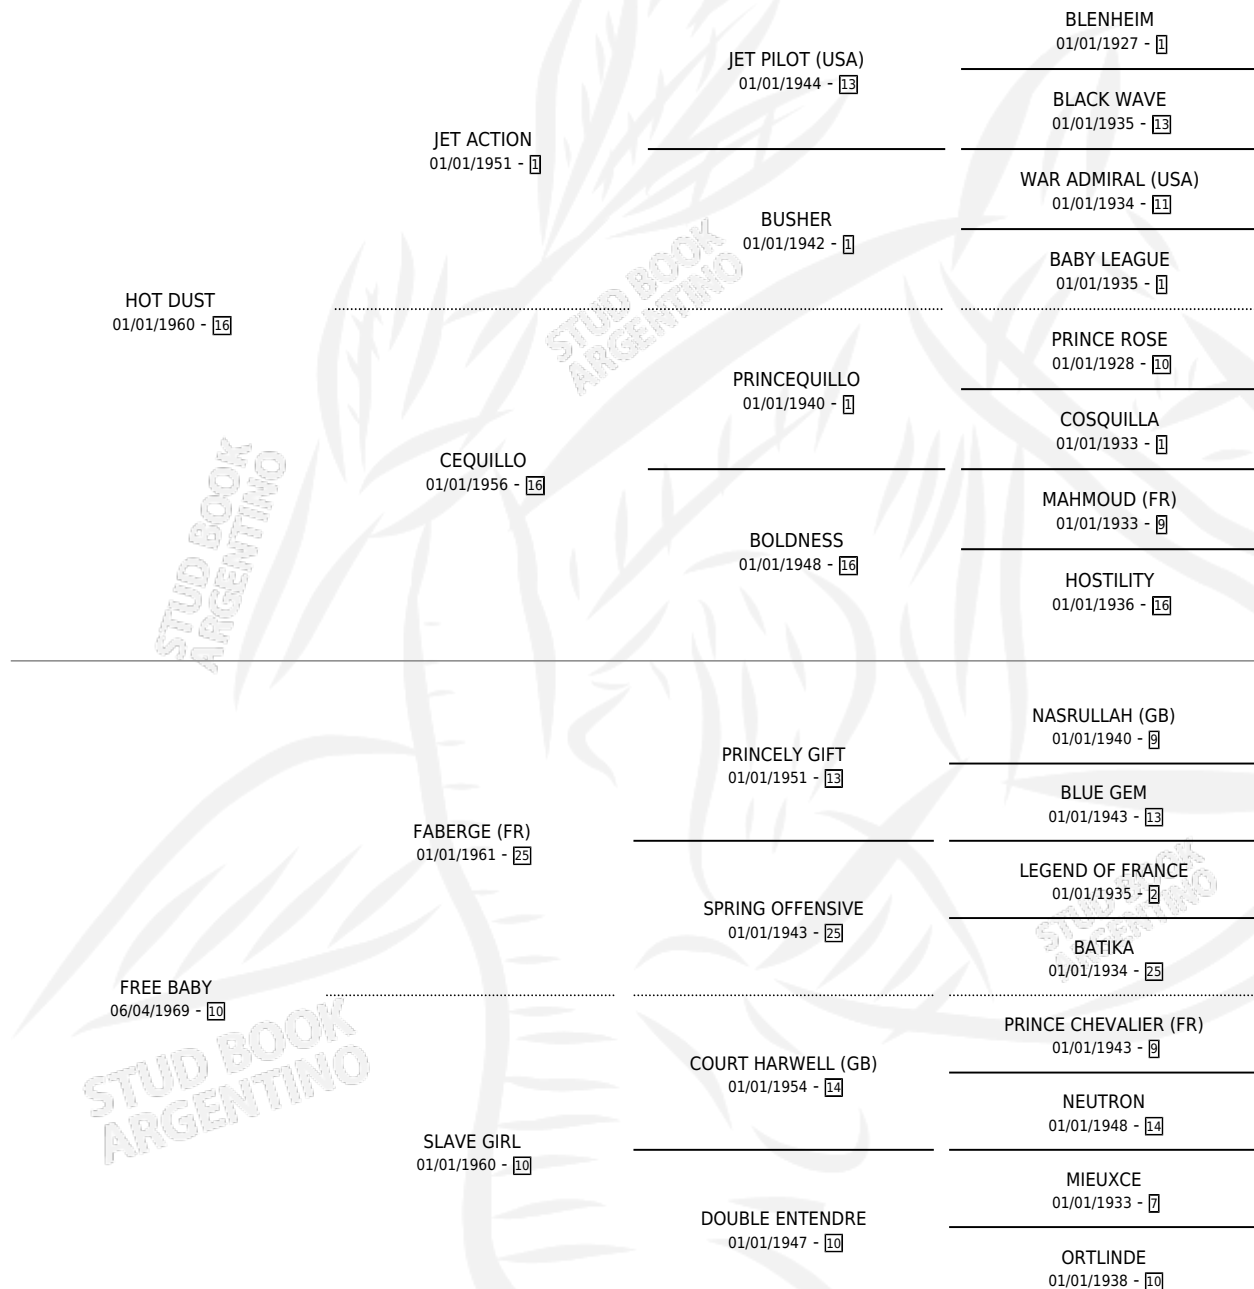 BLENHEIM
01/01/1927 - 1
JET PILOT (USA)
01/01/1944 - 13
BLACK WAVE
01/01/1935 - 13
JET ACTION
01/01/1951 - 1
WAR ADMIRAL (USA)
01/01/1934 - 11
BUSHER
01/01/1942 - 1
BABY LEAGUE
01/01/1935 - 1
HOT DUST
01/01/1960 - 16
PRINCE ROSE
01/01/1928 - 10
PRINCEQUILLO
01/01/1940 - 1
COSQUILLA
01/01/1933 - 1
CEQUILLO
01/01/1956 - 16
MAHMOUD (FR)
01/01/1933 - 9
BOLDNESS
01/01/1948 - 16
HOSTILITY
01/01/1936 - 16
NASRULLAH (GB)
01/01/1940 - 9
PRINCELY GIFT
01/01/1951 - 13
BLUE GEM
01/01/1943 - 13
FABERGE (FR)
01/01/1961 - 25
LEGEND OF FRANCE
01/01/1935 - 2
SPRING OFFENSIVE
01/01/1943 - 25
BATIKA
01/01/1934 - 25
FREE BABY
06/04/1969 - 10
PRINCE CHEVALIER (FR)
01/01/1943 - 9
COURT HARWELL (GB)
01/01/1954 - 14
NEUTRON
01/01/1948 - 14
SLAVE GIRL
01/01/1960 - 10
MIEUXCE
01/01/1933 - 7
DOUBLE ENTENDRE
01/01/1947 - 10
ORTLINDE
01/01/1938 - 10
STUD BOOK
ARGENTINO
STUD BOOK
ARGENTINO
STUD BOOK
ARGENTINO
STUD BOOK
ARGENTINO